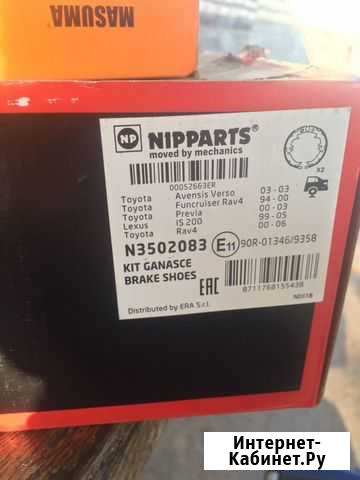 MASUMA
NP NIPPARTS®
moved by mechanics
00052663ER
Toyota Avensis Verso 03-03
Toyota Funcruiser Rav4 94-00
Toyota Previa 00-03
Lexus IS 200 99-05
Toyota Rav4 00-06
X2
N3502083 E11 90R-01346/9358
KIT GANASCE
BRAKE SHOES
EAC
8711768155438
Distributed by ERA S.r.l.
Интернет-
Кабинет.Ру